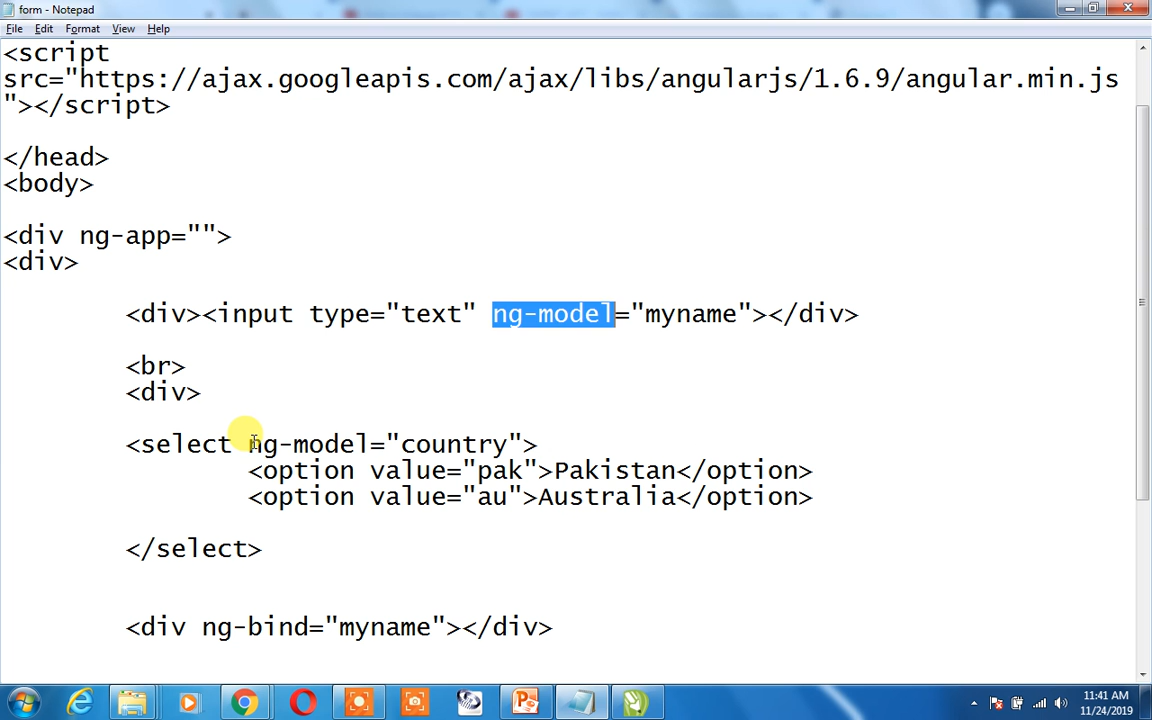 form - Notepad
File Edit Format View Help
<script
src="https://ajax.googleapis.com/ajax/libs/angularjs/1.6.9/angular.min.js
"></script>
</head>
<body>
<div ng-app="">
<div>
<div><input type="text" ng-model="myname"></div>
<br>
<div>
<select ng-model="country">
<option value="pak">Pakistan</option>
<option value="au">Australia</option>
</select>
<div ng-bind="myname"></div>
11:41 AM
11/24/2019